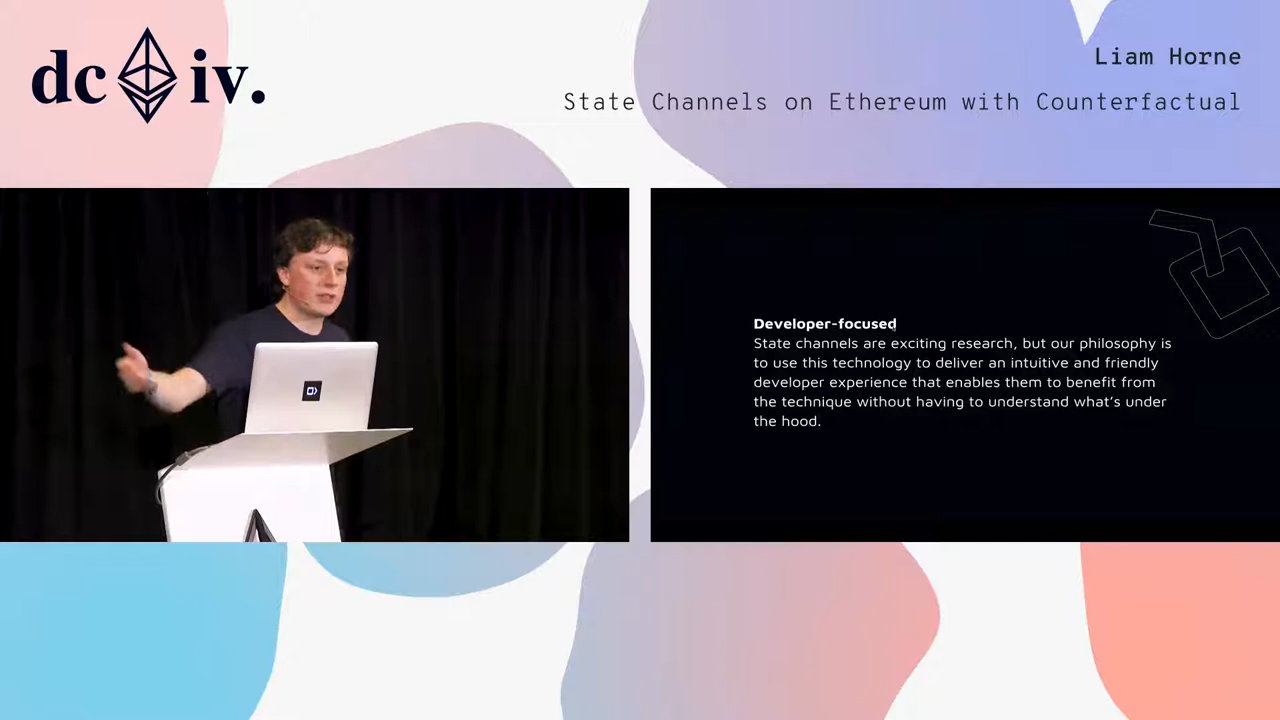 dc iv.
Liam Horne
State Channels on Ethereum with Counterfactual
Developer-focused
State channels are exciting research, but our philosophy is
to use this technology to deliver an intuitive and friendly
developer experience that enables them to benefit from
the technique without having to understand what’s under
the hood.